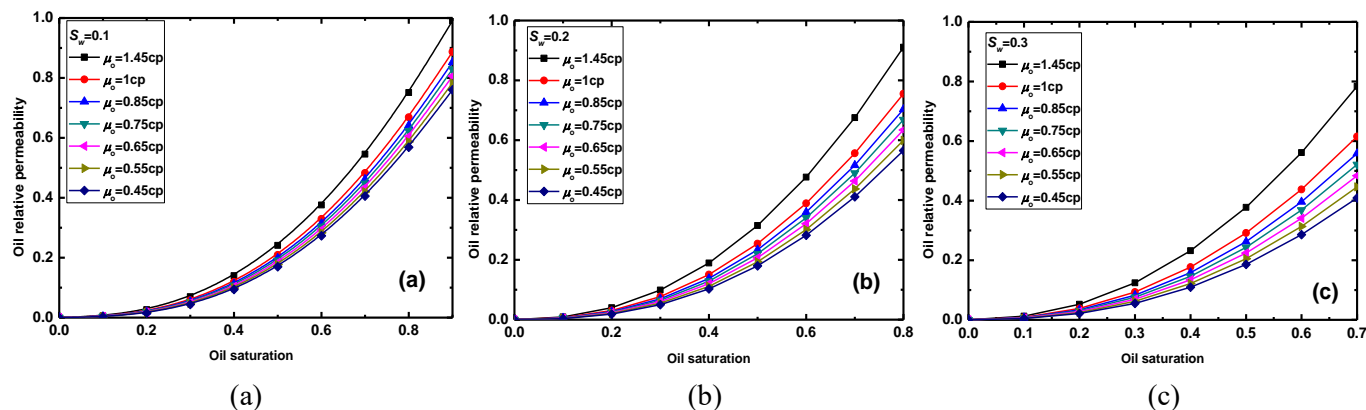 1.0
0.8
0.6
0.4
0.2
0.0
Oil relative permeability
Sw=0.1
μo=1.45cp
μo=1cp
μo=0.85cp
μo=0.75cp
μo=0.65cp
μo=0.55cp
μo=0.45cp
(a)
0.0 0.2 0.4 0.6 0.8
Oil saturation
(a)
1.0
0.8
0.6
0.4
0.2
0.0
Oil relative permeability
Sw=0.2
μo=1.45cp
μo=1cp
μo=0.85cp
μo=0.75cp
μo=0.65cp
μo=0.55cp
μo=0.45cp
(b)
0.0 0.2 0.4 0.6 0.8
Oil saturation
(b)
1.0
0.8
0.6
0.4
0.2
0.0
Oil relative permeability
Sw=0.3
μo=1.45cp
μo=1cp
μo=0.85cp
μo=0.75cp
μo=0.65cp
μo=0.55cp
μo=0.45cp
(c)
0.0 0.1 0.2 0.3 0.4 0.5 0.6 0.7
Oil saturation
(c)